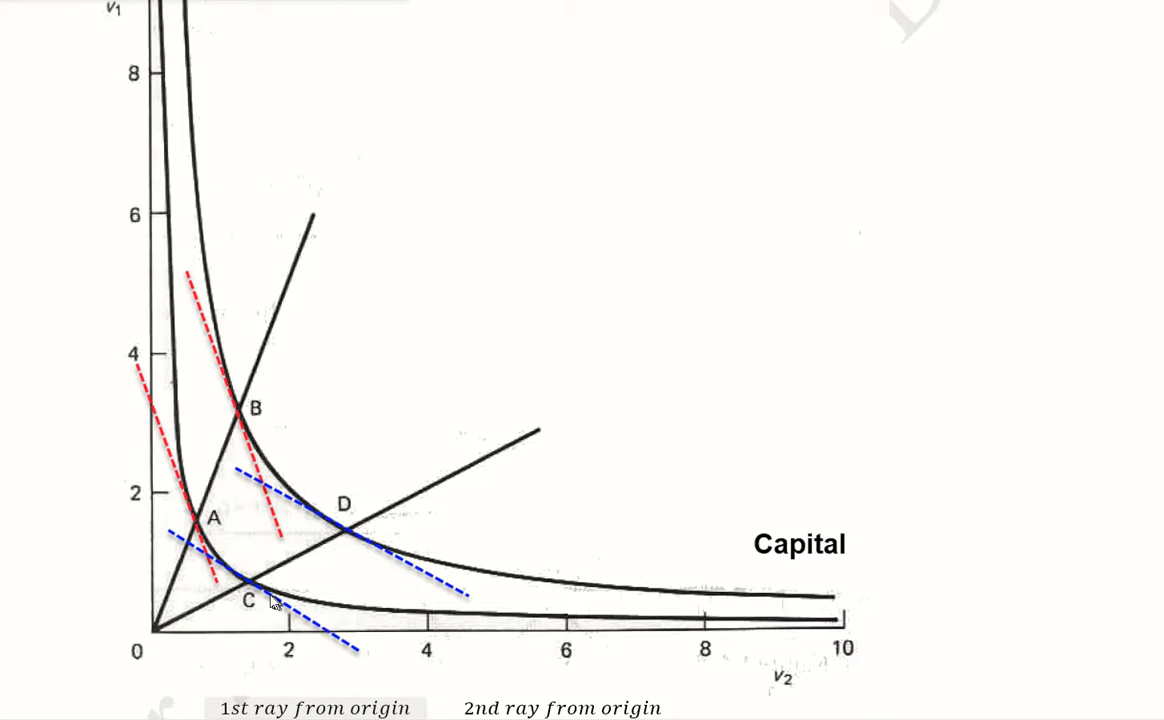 v₁
8
6
4
B
2
D
A
Capital
C
0
2
4
6
8
10
v₂
1st ray from origin
2nd ray from origin